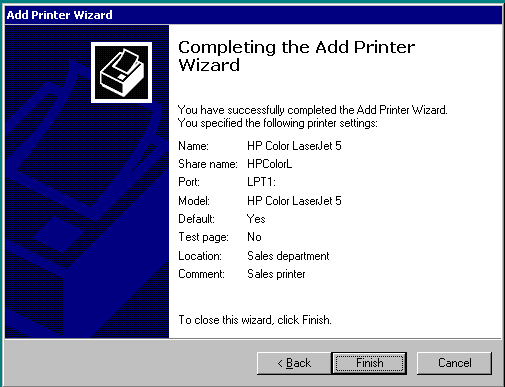 Add Printer Wizard
Completing the Add Printer
Wizard
You have successfully completed the Add Printer Wizard.
You specified the following printer settings:
Name: HP Color LaserJet 5
Share name: HPColorL
Port: LPT1:
Model: HP Color LaserJet 5
Default: Yes
Test page: No
Location: Sales department
Comment: Sales printer
To close this wizard, click Finish.
< Back Finish Cancel